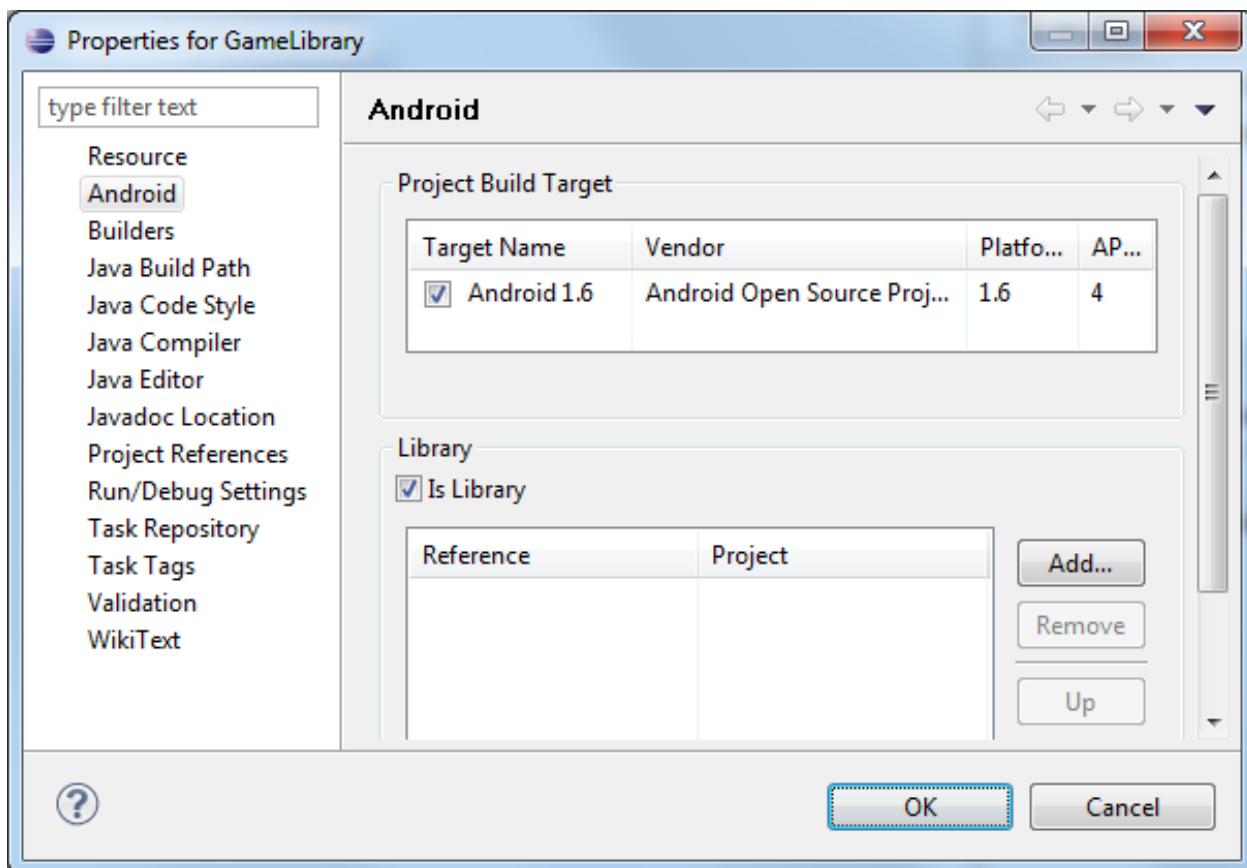 Properties for GameLibrary
type filter text
Resource
Android
Builders
Java Build Path
Java Code Style
Java Compiler
Java Editor
Javadoc Location
Project References
Run/Debug Settings
Task Repository
Task Tags
Validation
WikiText
Android
Project Build Target
Target Name Vendor Platfo... AP...
Android 1.6 Android Open Source Proj... 1.6 4
Library
Is Library
Reference Project
Add...
Remove
Up
?
OK Cancel